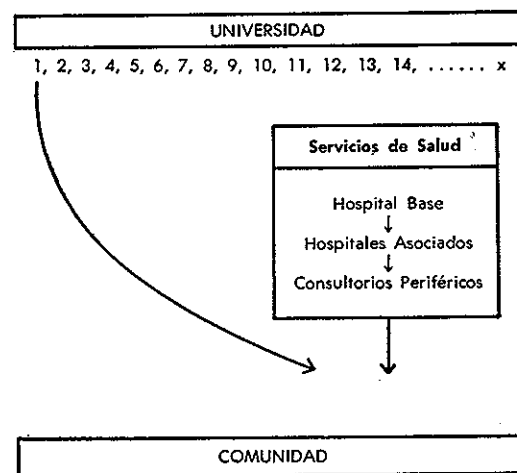 UNIVERSIDAD
1, 2, 3, 4, 5, 6, 7, 8, 9, 10, 11, 12, 13, 14, ...... x
Servicios de Salud
Hospital Base
Hospitales Asociados
Consultorios Periféricos
COMUNIDAD